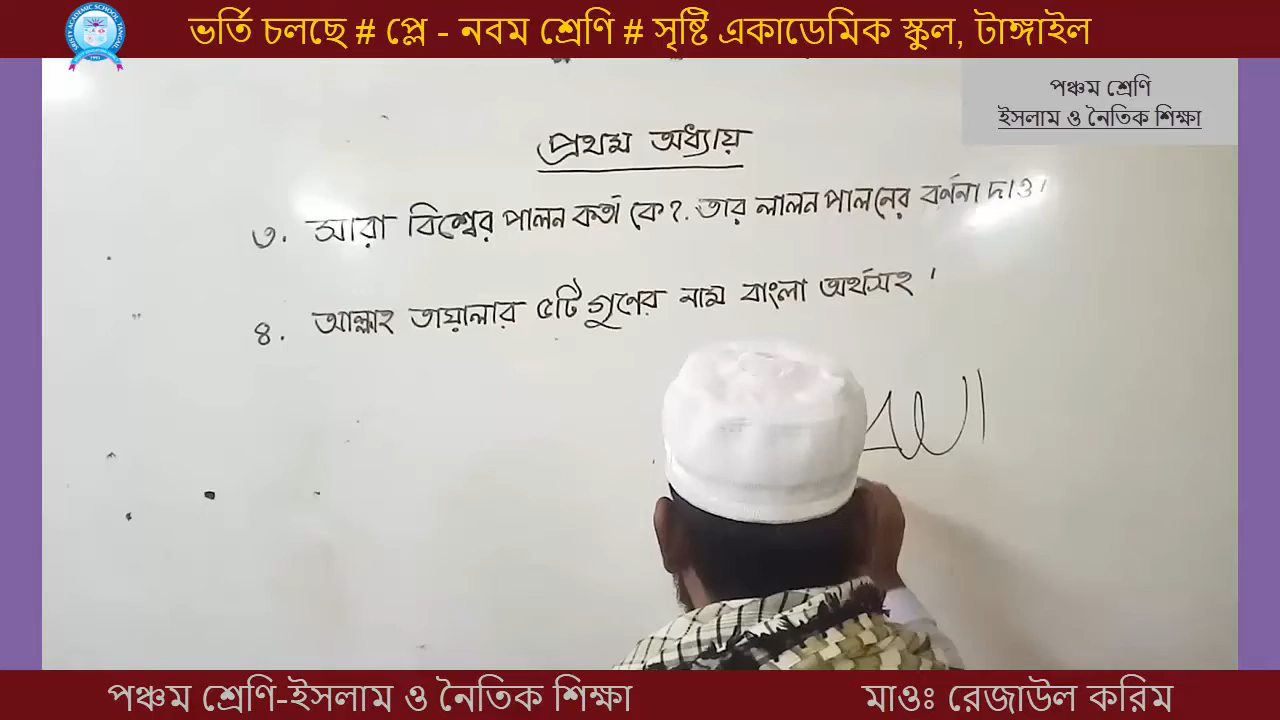 ভর্তি চলছে # প্লে - নবম শ্রেণি # সৃষ্টি একাডেমিক স্কুল, টাঙ্গাইল
পঞ্চম শ্রেণি
ইসলাম ও নৈতিক শিক্ষা
প্রথম অধ্যায়
৩. সারা বিশ্বের পালন কর্তা কে?. তার লালন পালনের বর্ণনা দাও।
৪. আল্লাহ তায়ালার ৫টি গুনের নাম বাংলা অর্থসহ।
পঞ্চম শ্রেণি-ইসলাম ও নৈতিক শিক্ষা
মাওঃ রেজাউল করিম